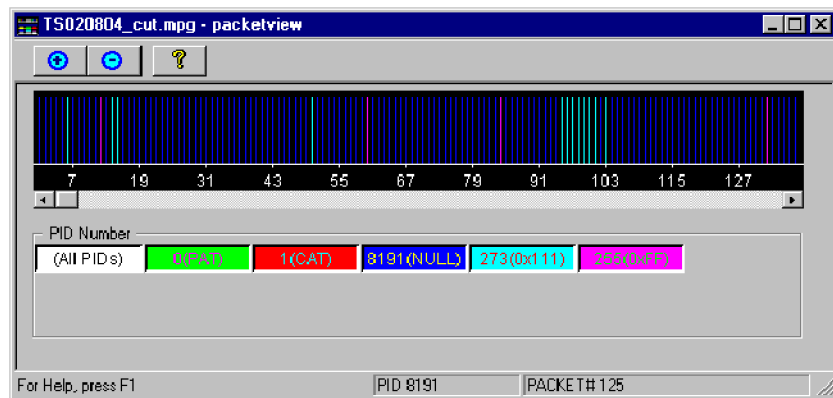 TS020804_cut.mpg - packetview
7 19 31 43 55 67 79 91 103 115 127
PID Number
(All PIDs) 0(PAT) 1(CAT) 8191(NULL) 273(0x111) 255(0xFF)
For Help, press F1 PID 8191 PACKET# 125